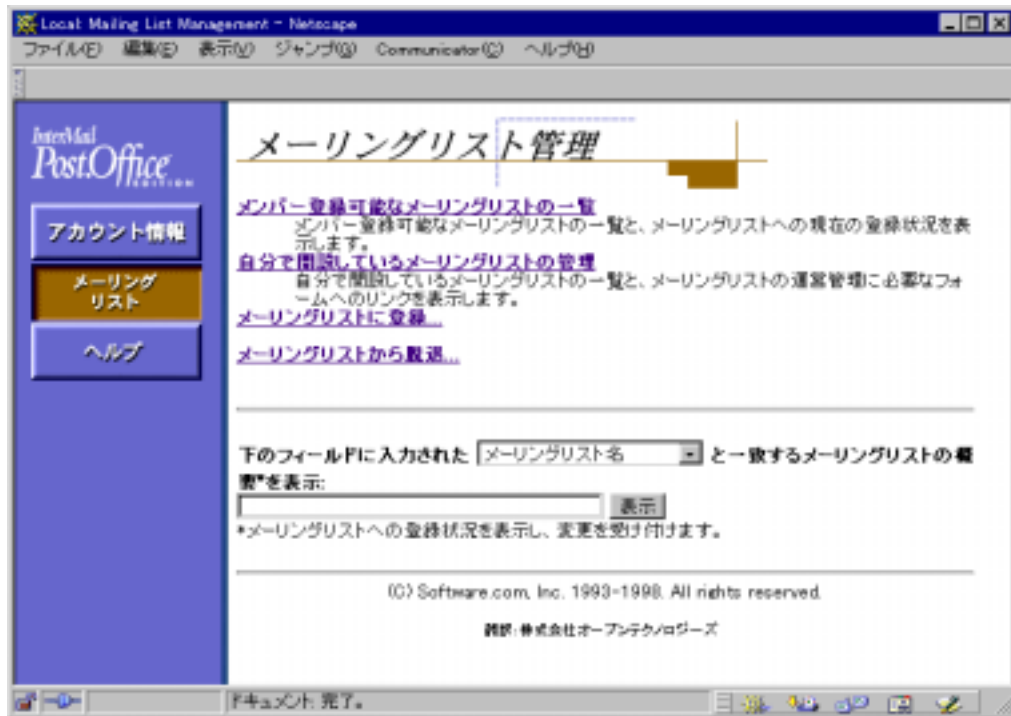 Local: Mailing List Management - Netscape
ファイル(F) 編集(E) 表示(V) ジャンプ(G) Communicator(C) ヘルプ(H)
InterMail
Post.Office
EDITION
アカウント情報
メーリング
リスト
ヘルプ
メーリングリスト管理
メンバー登録可能なメーリングリストの一覧
メンバー登録可能なメーリングリストの一覧と、メーリングリストへの現在の登録状況を表
示します。
自分で開設しているメーリングリストの管理
自分で開設しているメーリングリストの一覧と、メーリングリストの運営管理に必要なフォ
ームへのリンクを表示します。
メーリングリストに登録...
メーリングリストから脱退...
下のフィールドに入力された メーリングリスト名 と一致するメーリングリストの概
要*を表示:
表示
*メーリングリストへの登録状況を表示し、変更を受け付けます。
(C) Software.com, Inc. 1993-1998. All rights reserved.
翻訳:株式会社オープンテクノロジーズ
ドキュメント: 完了。